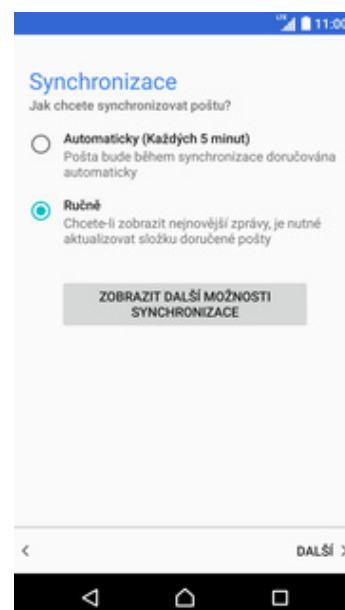 LTE 11:00
Synchronizace
Jak chcete synchronizovat poštu?
Automaticky (Každých 5 minut)
Pošta bude během synchronizace doručována
automaticky
Ručně
Chcete-li zobrazit nejnovější zprávy, je nutné
aktualizovat složku doručené pošty
ZOBRAZIT DALŠÍ MOŽNOSTI
SYNCHRONIZACE
DALŠÍ